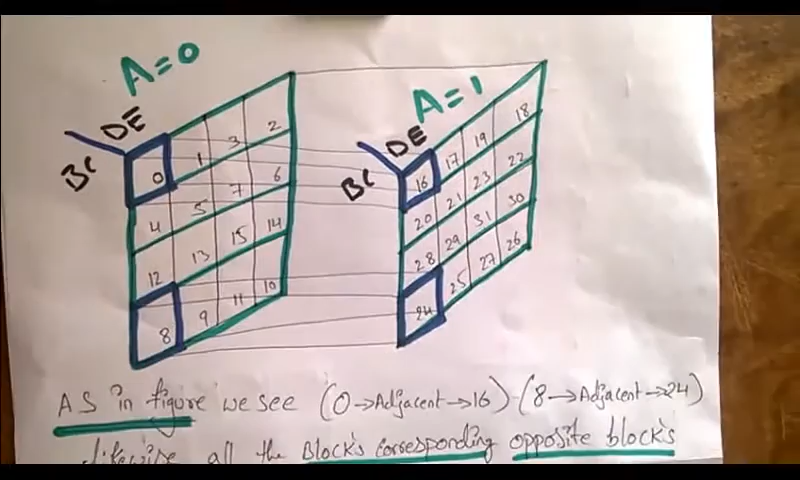 A=0
A=1
DE
BC
0 1 3 2
4 5 7 6
12 13 15 14
8 9 11 10
DE
BC
16 17 19 18
20 21 23 22
28 29 31 30
24 25 27 26
AS in figure we see (0→Adjacent→16) (8→Adjacent→24)
all the Block's corresponding opposite block's